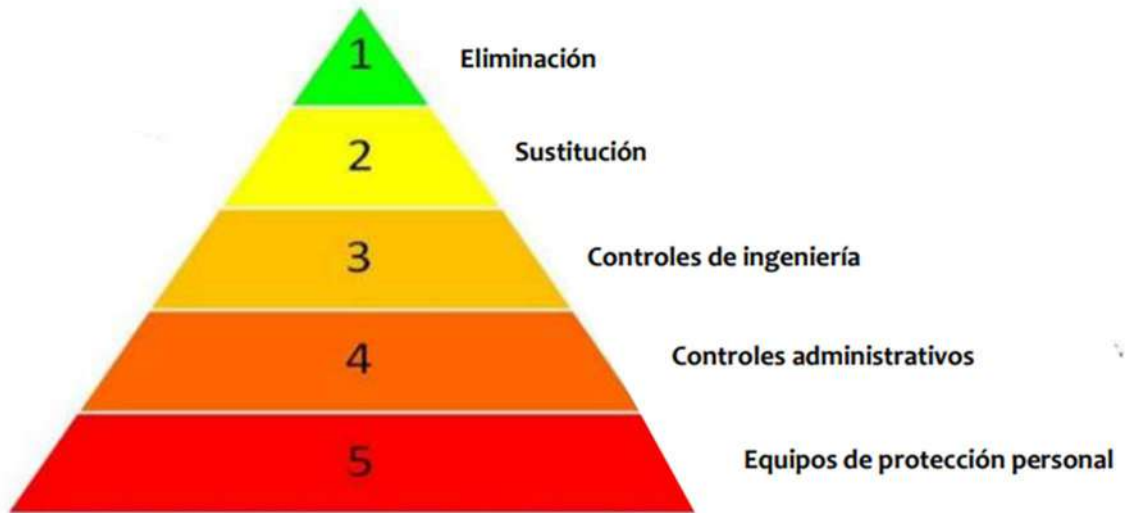 1 Eliminación
2 Sustitución
3 Controles de ingeniería
4 Controles administrativos
5 Equipos de protección personal